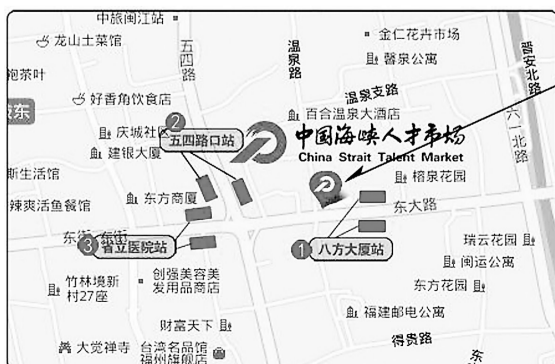 中旅闽江站
龙山土菜馆
五四路
温泉路
金仁花卉市场
馨泉公寓
晋安北路
抱茶叶
好香角饮食店
温泉支路
2
百合温泉大酒店
六一北路
庆城社区
五四路口站
中国海峡人才市场
China Strait Talent Market
建银大厦
斯生活馆
榕泉花园
东方商厦
辣爽活鱼餐馆
东大路
东街
东街
3
省立医院站
1
八方大厦站
瑞云花园
闽运公寓
竹林境新
村27座
创强美容美
发用品商店
东方花园
福建邮电公寓
财富天下
得贵路
大觉禅寺
台湾名品馆
福州旗舰店
东